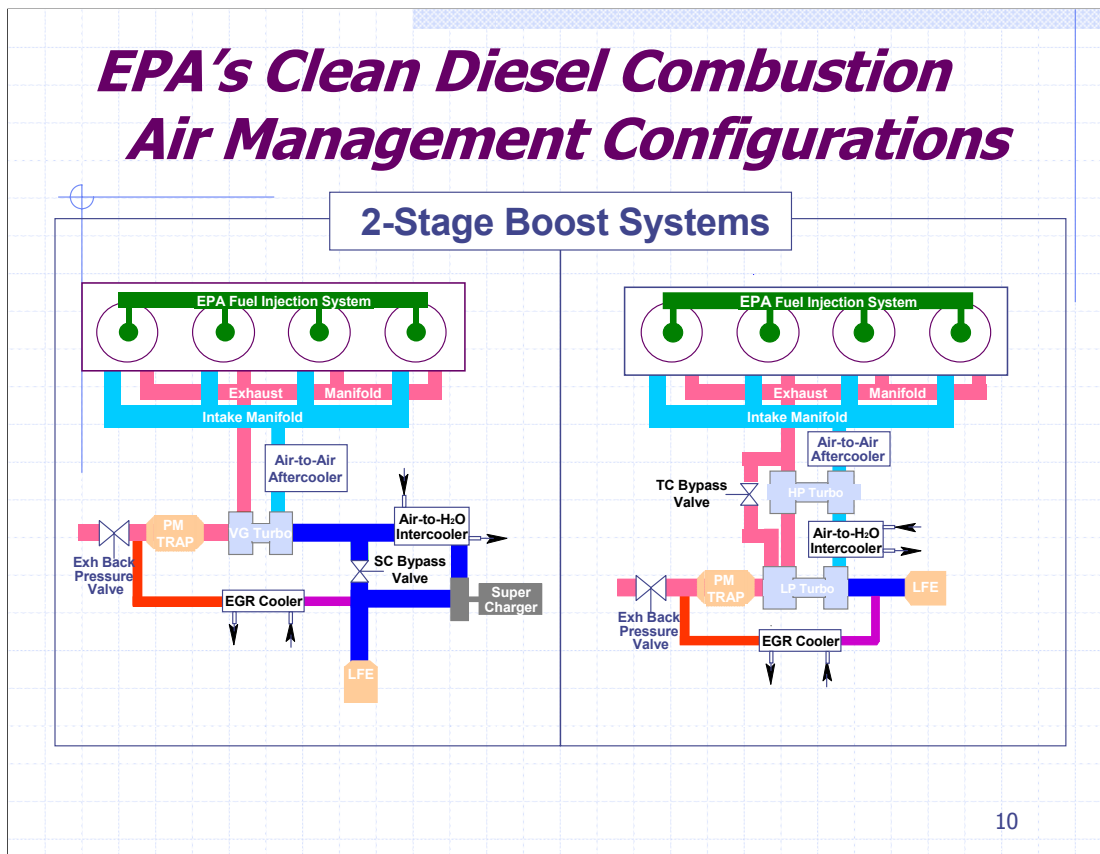 EPA’s Clean Diesel Combustion
Air Management Configurations
2-Stage Boost Systems
EPA Fuel Injection System
Exhaust Manifold
Intake Manifold
Air-to-Air
Aftercooler
PM
TRAP
VG Turbo
Air-to-H₂O
Intercooler
Exh Back
Pressure
Valve
SC Bypass
Valve
EGR Cooler
Super
Charger
LFE
EPA Fuel Injection System
Exhaust Manifold
Intake Manifold
Air-to-Air
Aftercooler
TC Bypass
Valve
HP Turbo
Air-to-H₂O
Intercooler
PM
TRAP
LP Turbo
LFE
Exh Back
Pressure
Valve
EGR Cooler
10